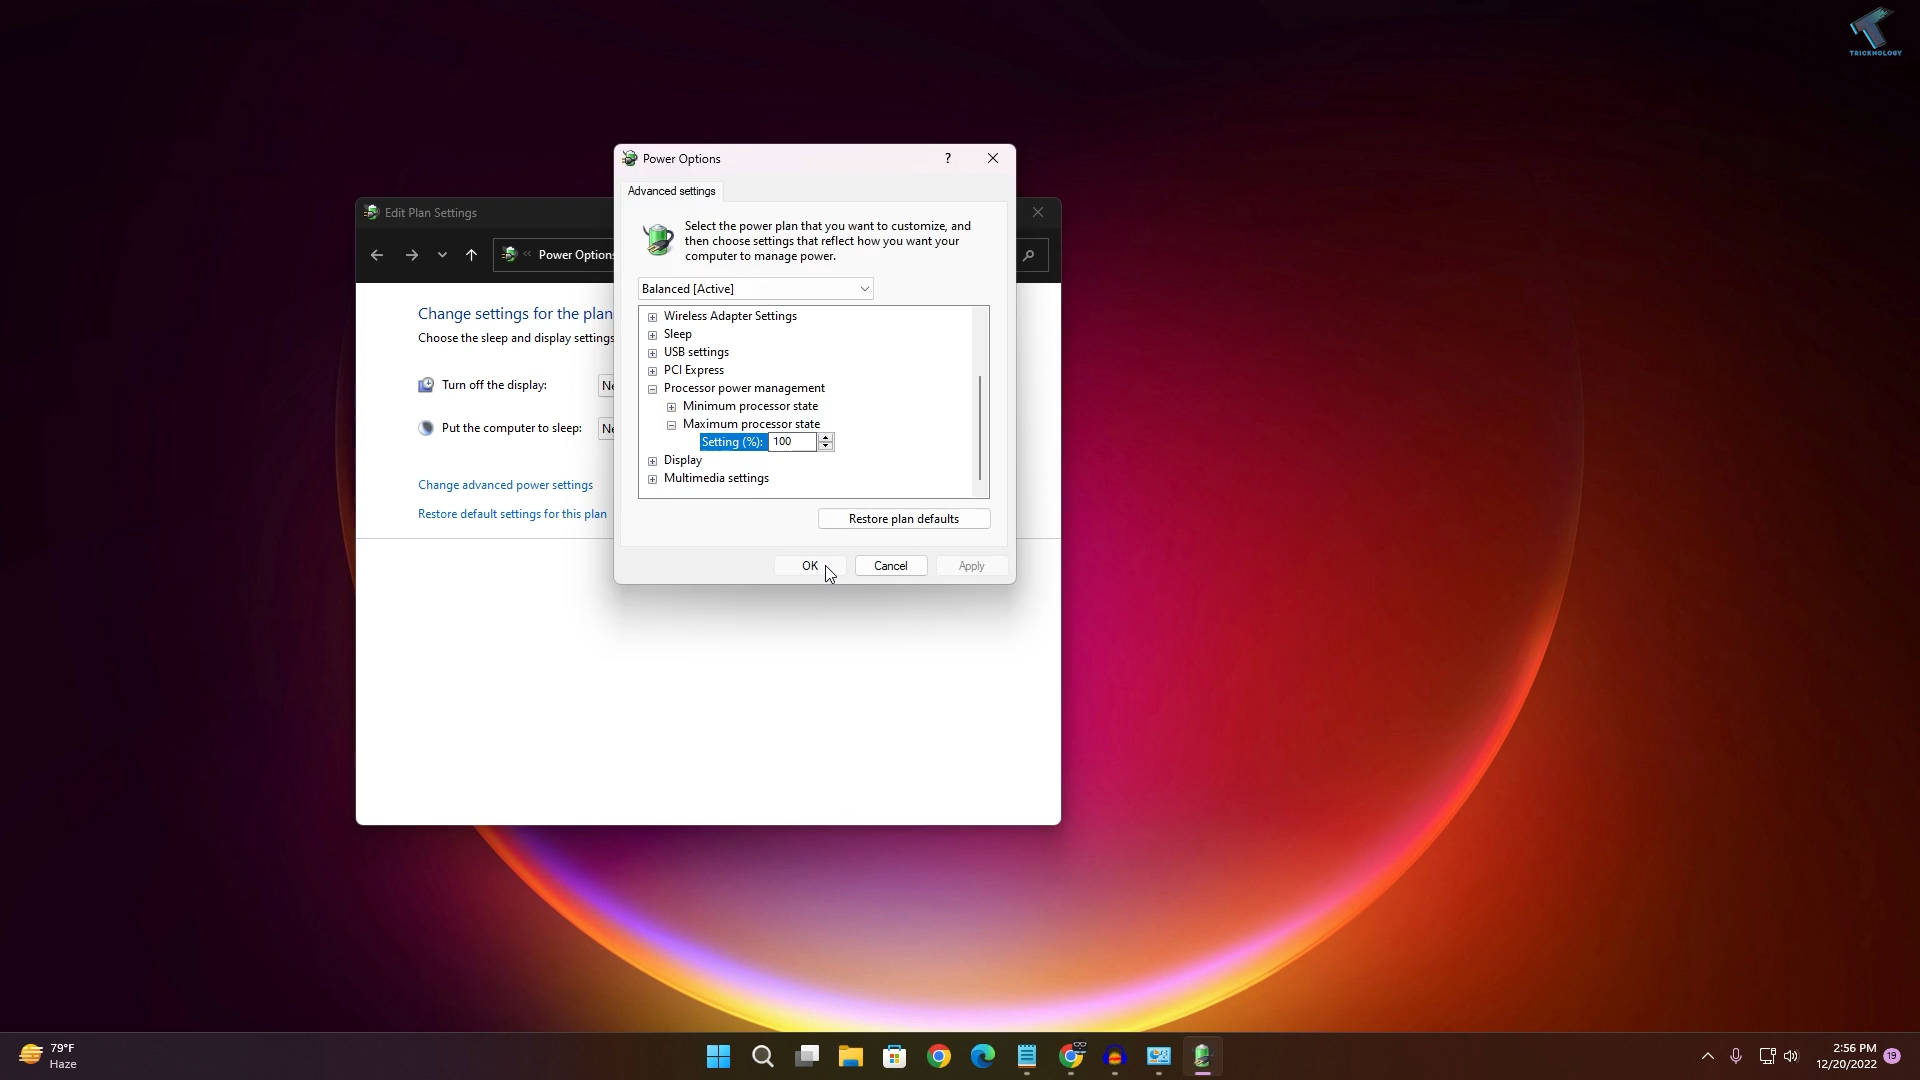 TRICKNOLOGY
Power Options
?
Advanced settings
Select the power plan that you want to customize, and
then choose settings that reflect how you want your
computer to manage power.
Balanced [Active]
Wireless Adapter Settings
Sleep
USB settings
PCI Express
Processor power management
Minimum processor state
Maximum processor state
Setting (%): 100
Display
Multimedia settings
Restore plan defaults
OK Cancel Apply
Edit Plan Settings
« Power Options
Change settings for the plan
Choose the sleep and display settings
Turn off the display: Ne
Put the computer to sleep: Ne
Change advanced power settings
Restore default settings for this plan
79°F
Haze
2:56 PM
12/20/2022
19